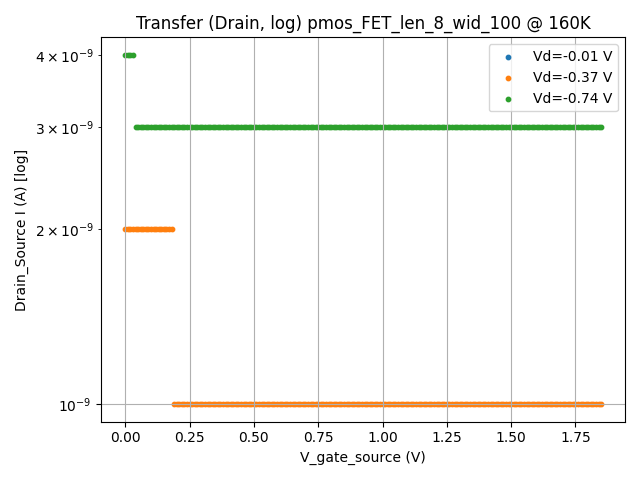 Transfer (Drain, log) pmos_FET_len_8_wid_100 @ 160K
Drain_Source I (A) [log]
4 × 10⁻⁹
3 × 10⁻⁹
2 × 10⁻⁹
10⁻⁹
Vd=-0.01 V
Vd=-0.37 V
Vd=-0.74 V
0.00 0.25 0.50 0.75 1.00 1.25 1.50 1.75
V_gate_source (V)